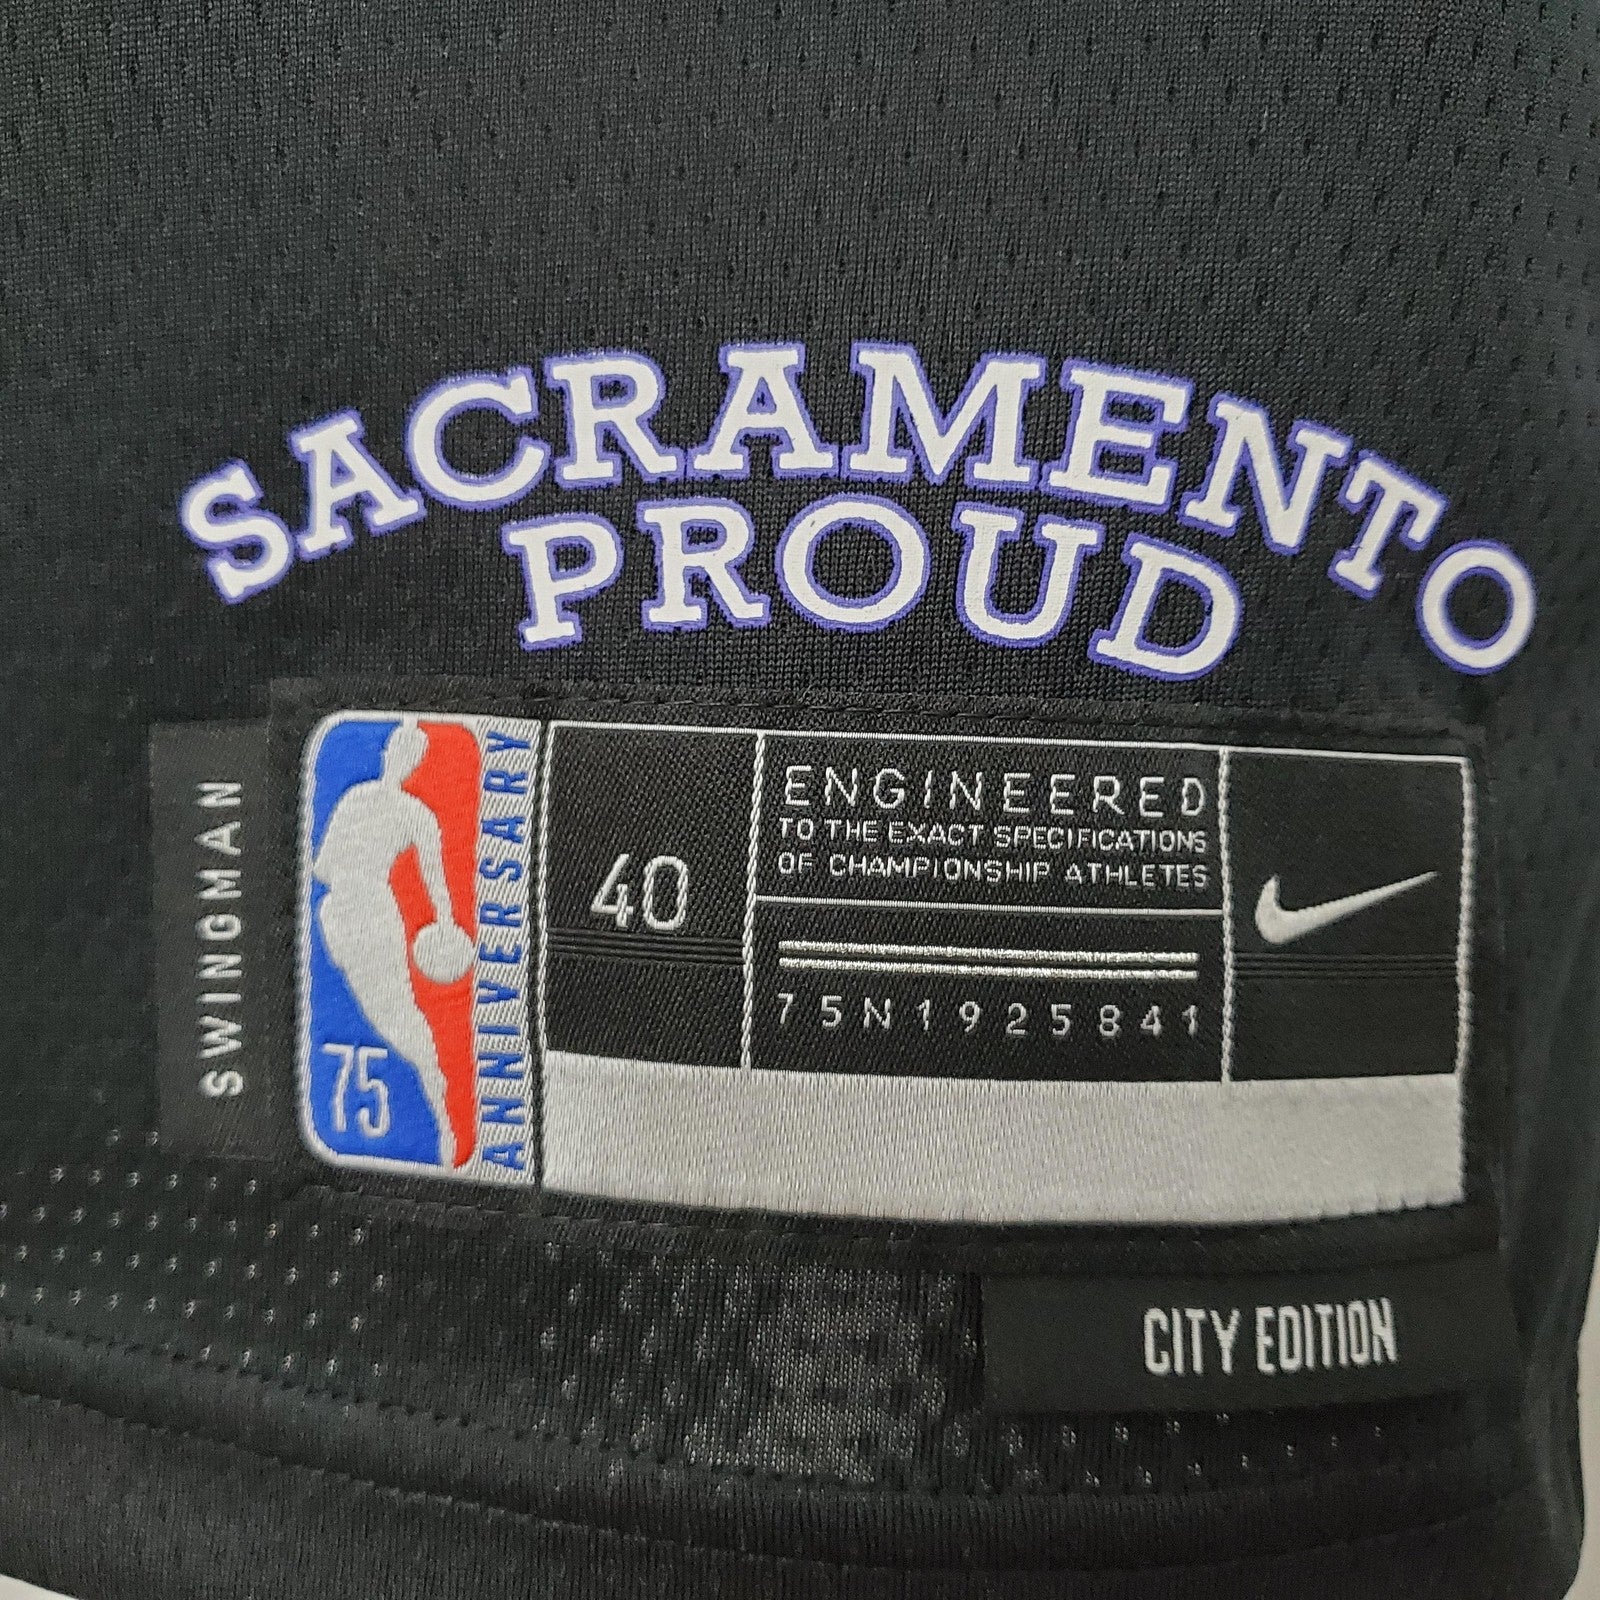 SACRAMENTO
PROUD
SWINGMAN
75
ANNIVERSARY
40
ENGINEERED
TO THE EXACT SPECIFICATIONS
OF CHAMPIONSHIP ATHLETES
75N1925841
CITY EDITION